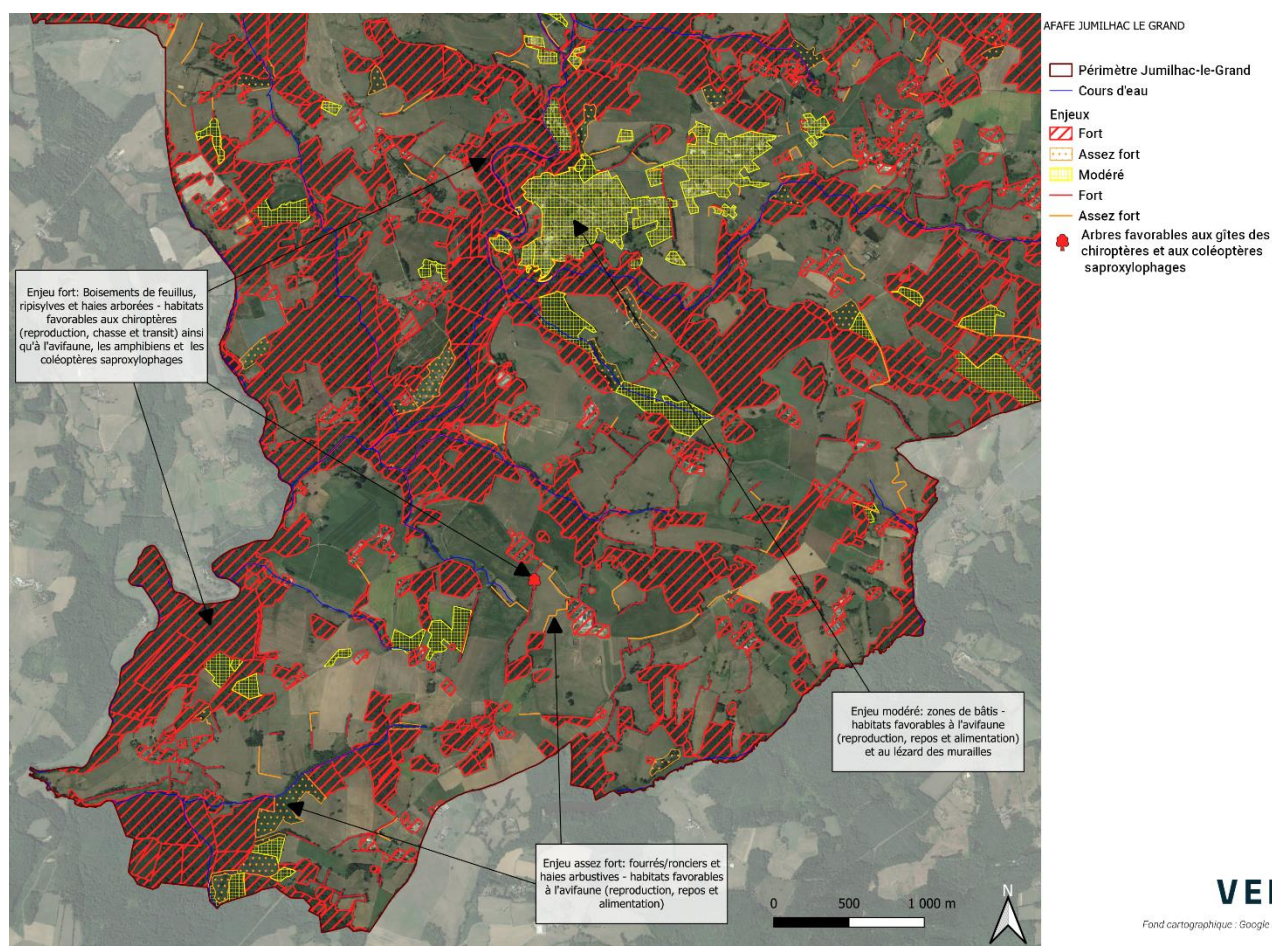 AFAFE JUMILHAC LE GRAND
Périmètre Jumilhac-le-Grand
Cours d'eau
Enjeux
Fort
Assez fort
Modéré
Fort
Assez fort
Arbres favorables aux gîtes des
chiroptères et aux coléoptères
saproxylophages
Enjeu fort: Boisements de feuillus,
ripisylves et haies arborées - habitats
favorables aux chiroptères
(reproduction, chasse et transit) ainsi
qu'à l'avifaune, les amphibiens et les
coléoptères saproxylophages
Enjeu modéré: zones de bâtis -
habitats favorables à l'avifaune
(reproduction, repos et alimentation)
et au lézard des murailles
Enjeu assez fort: fourrés/ronciers et
haies arbustives - habitats favorables
à l'avifaune (reproduction, repos et
alimentation)
0 500 1 000 m
N
Fond cartographique : Google